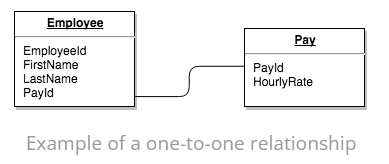 Employee
EmployeeId
FirstName
LastName
PayId
Pay
PayId
HourlyRate
Example of a one-to-one relationship